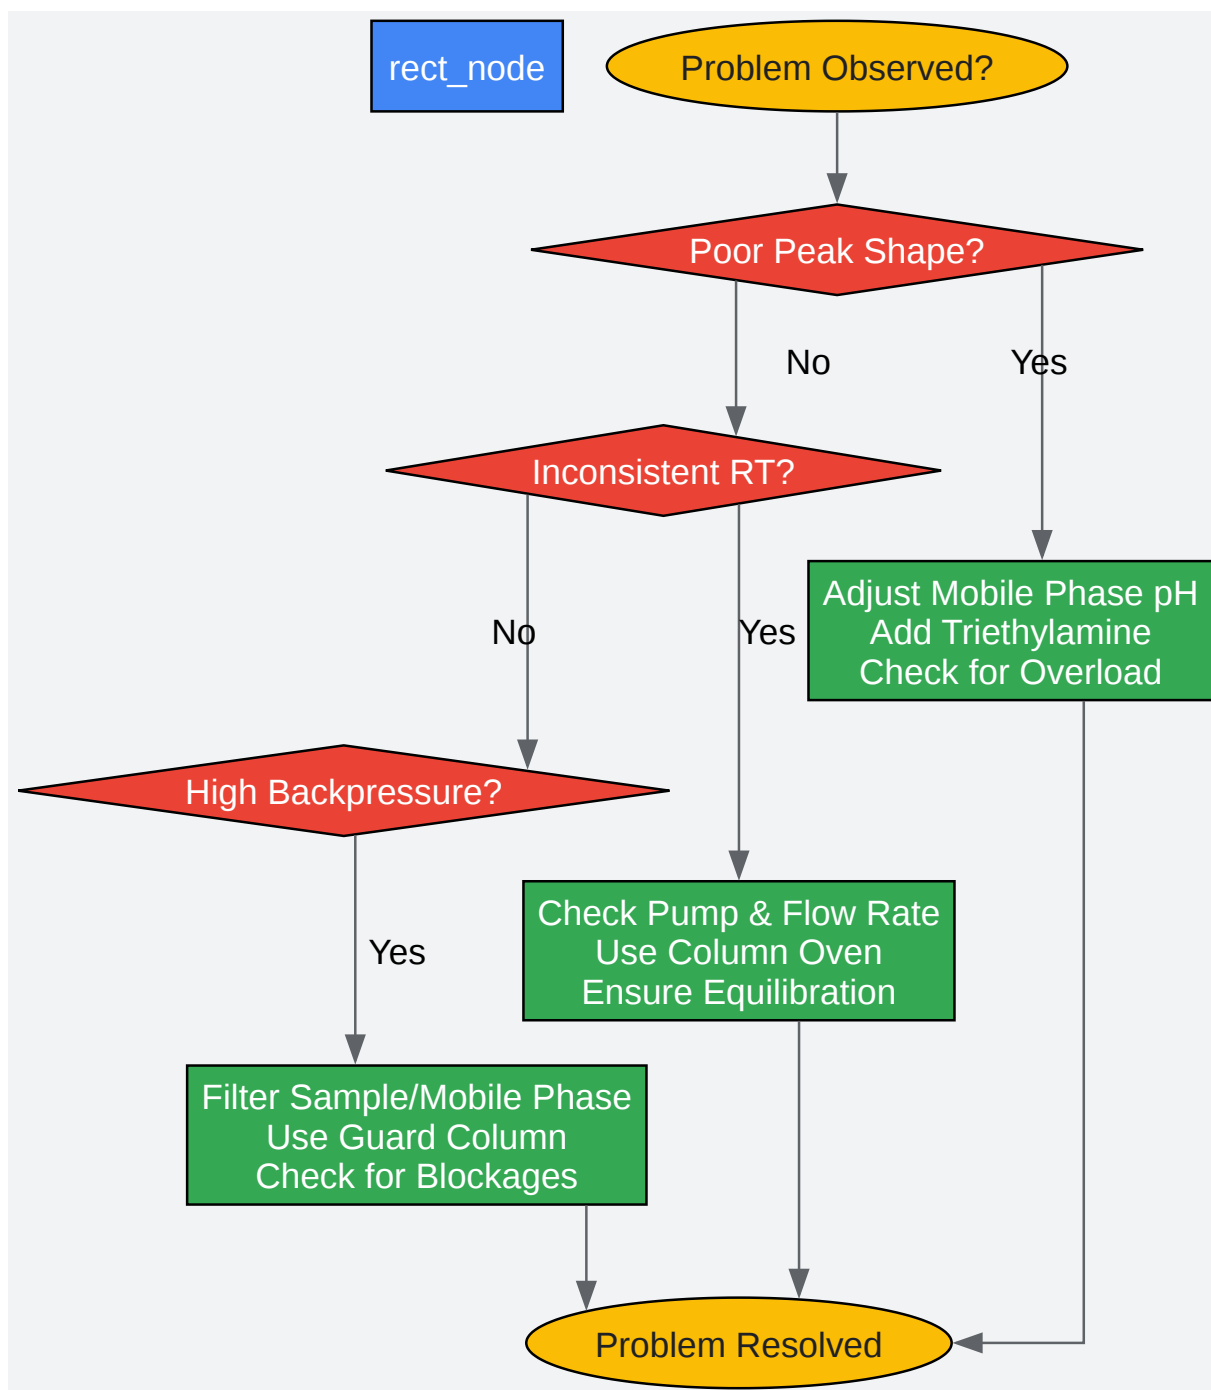 rect_node
Problem Observed?
Poor Peak Shape?
No
Yes
Inconsistent RT?
Adjust Mobile Phase pH
Add Triethylamine
Check for Overload
No
Yes
High Backpressure?
Check Pump & Flow Rate
Use Column Oven
Ensure Equilibration
Yes
Filter Sample/Mobile Phase
Use Guard Column
Check for Blockages
Problem Resolved